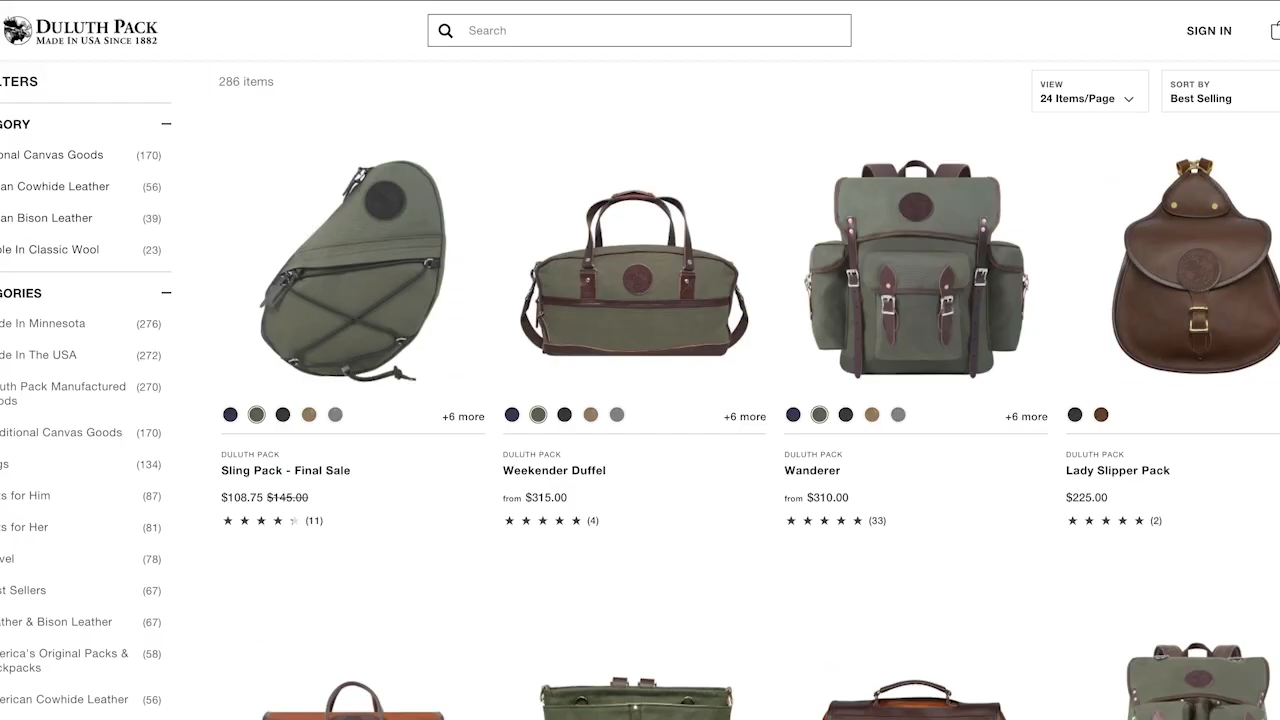 DULUTH PACK
MADE IN USA SINCE 1882
Search
SIGN IN
LTERS
286 items
VIEW
24 Items/Page
SORT BY
Best Selling
GORY
onal Canvas Goods (170)
an Cowhide Leather (56)
an Bison Leather (39)
le In Classic Wool (23)
GORIES
de In Minnesota (276)
de In The USA (272)
uth Pack Manufactured (270)
ods
ditional Canvas Goods (170)
gs (134)
ts for Him (87)
ts for Her (81)
vel (78)
st Sellers (67)
ther & Bison Leather (67)
erica's Original Packs & (58)
ckpacks
erican Cowhide Leather (56)
+6 more
DULUTH PACK
Sling Pack - Final Sale
$108.75 $145.00
(11)
+6 more
DULUTH PACK
Weekender Duffel
from $315.00
(4)
+6 more
DULUTH PACK
Wanderer
from $310.00
(33)
DULUTH PACK
Lady Slipper Pack
$225.00
(2)